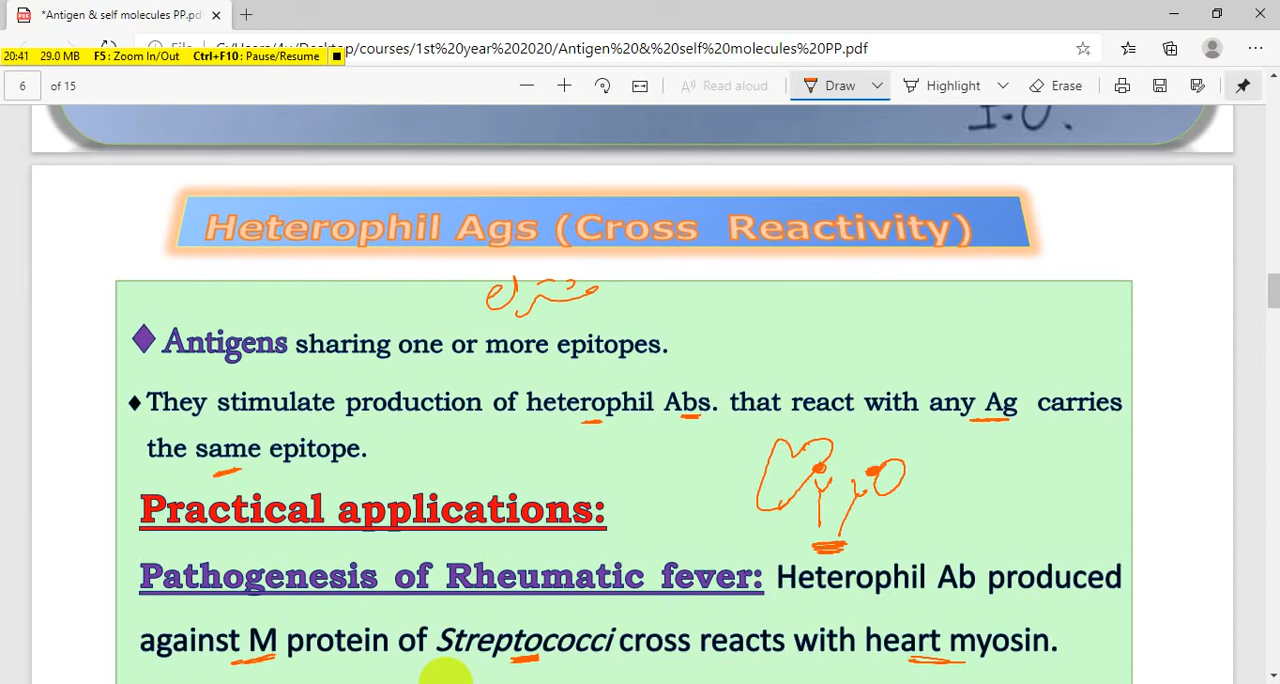 *Antigen & self molecules PP.pdf
20:41 29.0 MB F5: Zoom In/Out Ctrl+F10: Pause/Resume
/Desktop/courses/1st%20year%202020/Antigen%20&%20self%20molecules%20PP.pdf
6 of 15 Read aloud Draw Highlight Erase
I.U.
Heterophil Ags (Cross Reactivity)
Antigens sharing one or more epitopes.
They stimulate production of heterophil Abs. that react with any Ag carries
the same epitope.
Practical applications:
Pathogenesis of Rheumatic fever: Heterophil Ab produced
against M protein of Streptococci cross reacts with heart myosin.